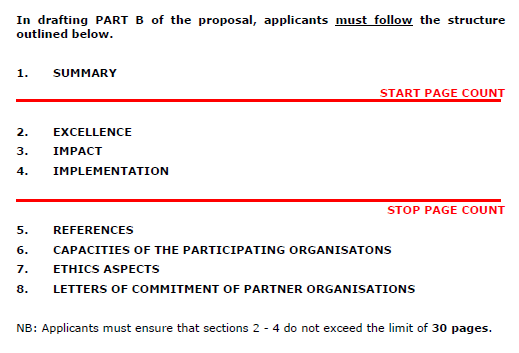 In drafting PART B of the proposal, applicants must follow the structure
outlined below.
1. SUMMARY
START PAGE COUNT
2. EXCELLENCE
3. IMPACT
4. IMPLEMENTATION
STOP PAGE COUNT
5. REFERENCES
6. CAPACITIES OF THE PARTICIPATING ORGANISATONS
7. ETHICS ASPECTS
8. LETTERS OF COMMITMENT OF PARTNER ORGANISATIONS
NB: Applicants must ensure that sections 2 - 4 do not exceed the limit of 30 pages.